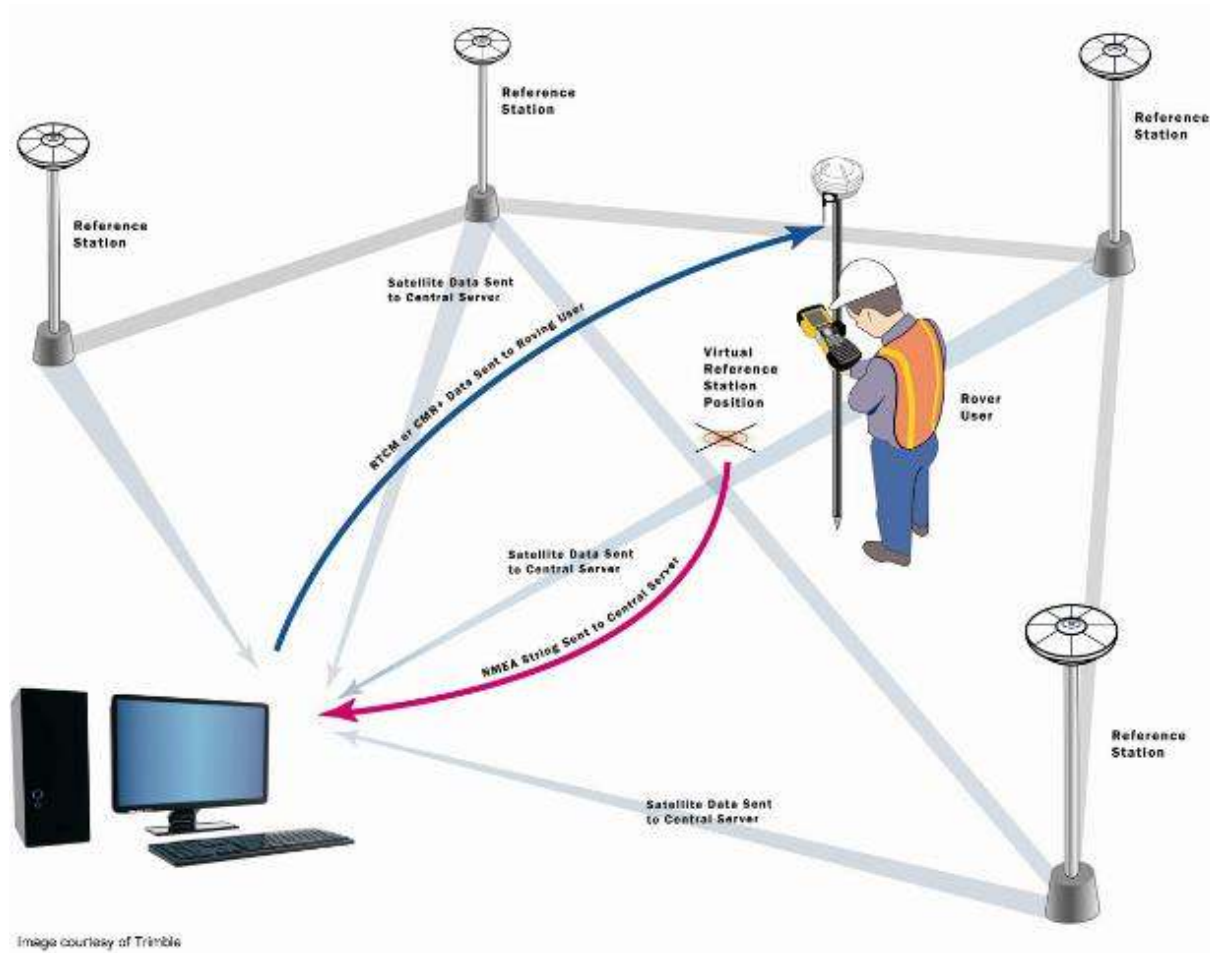 Reference
Station
Reference
Station
Reference
Station
Reference
Station
Satellite Data Sent
to Central Server
RTCM or CMR+ Data Sent to Roving User
Virtual
Reference
Station
Position
Rover
User
Satellite Data Sent
to Central Server
NMEA String Sent to Central Server
Reference
Station
Satellite Data Sent
to Central Server
Image courtesy of Trimble